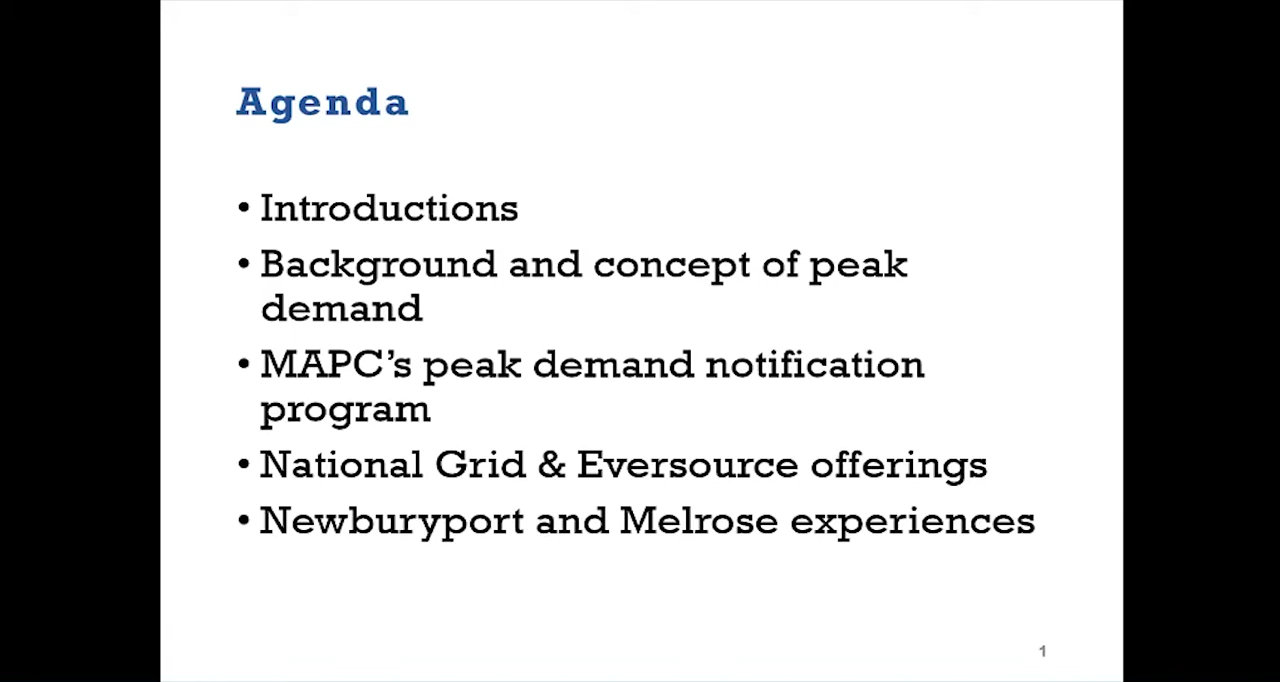 Agenda
• Introductions
• Background and concept of peak
demand
• MAPC’s peak demand notification
program
• National Grid & Eversource offerings
• Newburyport and Melrose experiences
1